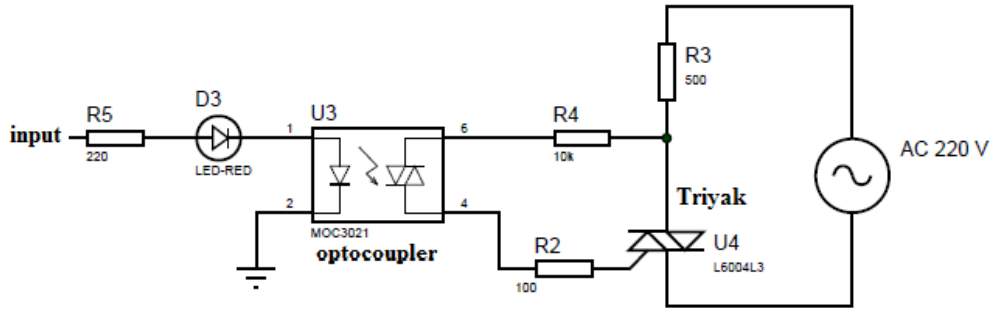 input
R5
220
D3
LED-RED
U3
1
2
6
4
MOC3021
optocoupler
R4
10k
R2
100
R3
500
Triyak
U4
L6004L3
AC 220 V